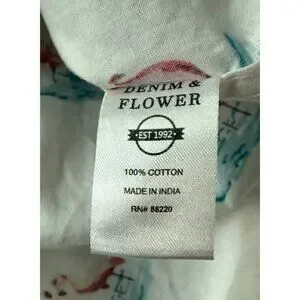 DENIM &
FLOWER
•EST 1992•
100% COTTON
MADE IN INDIA
RN# 88220